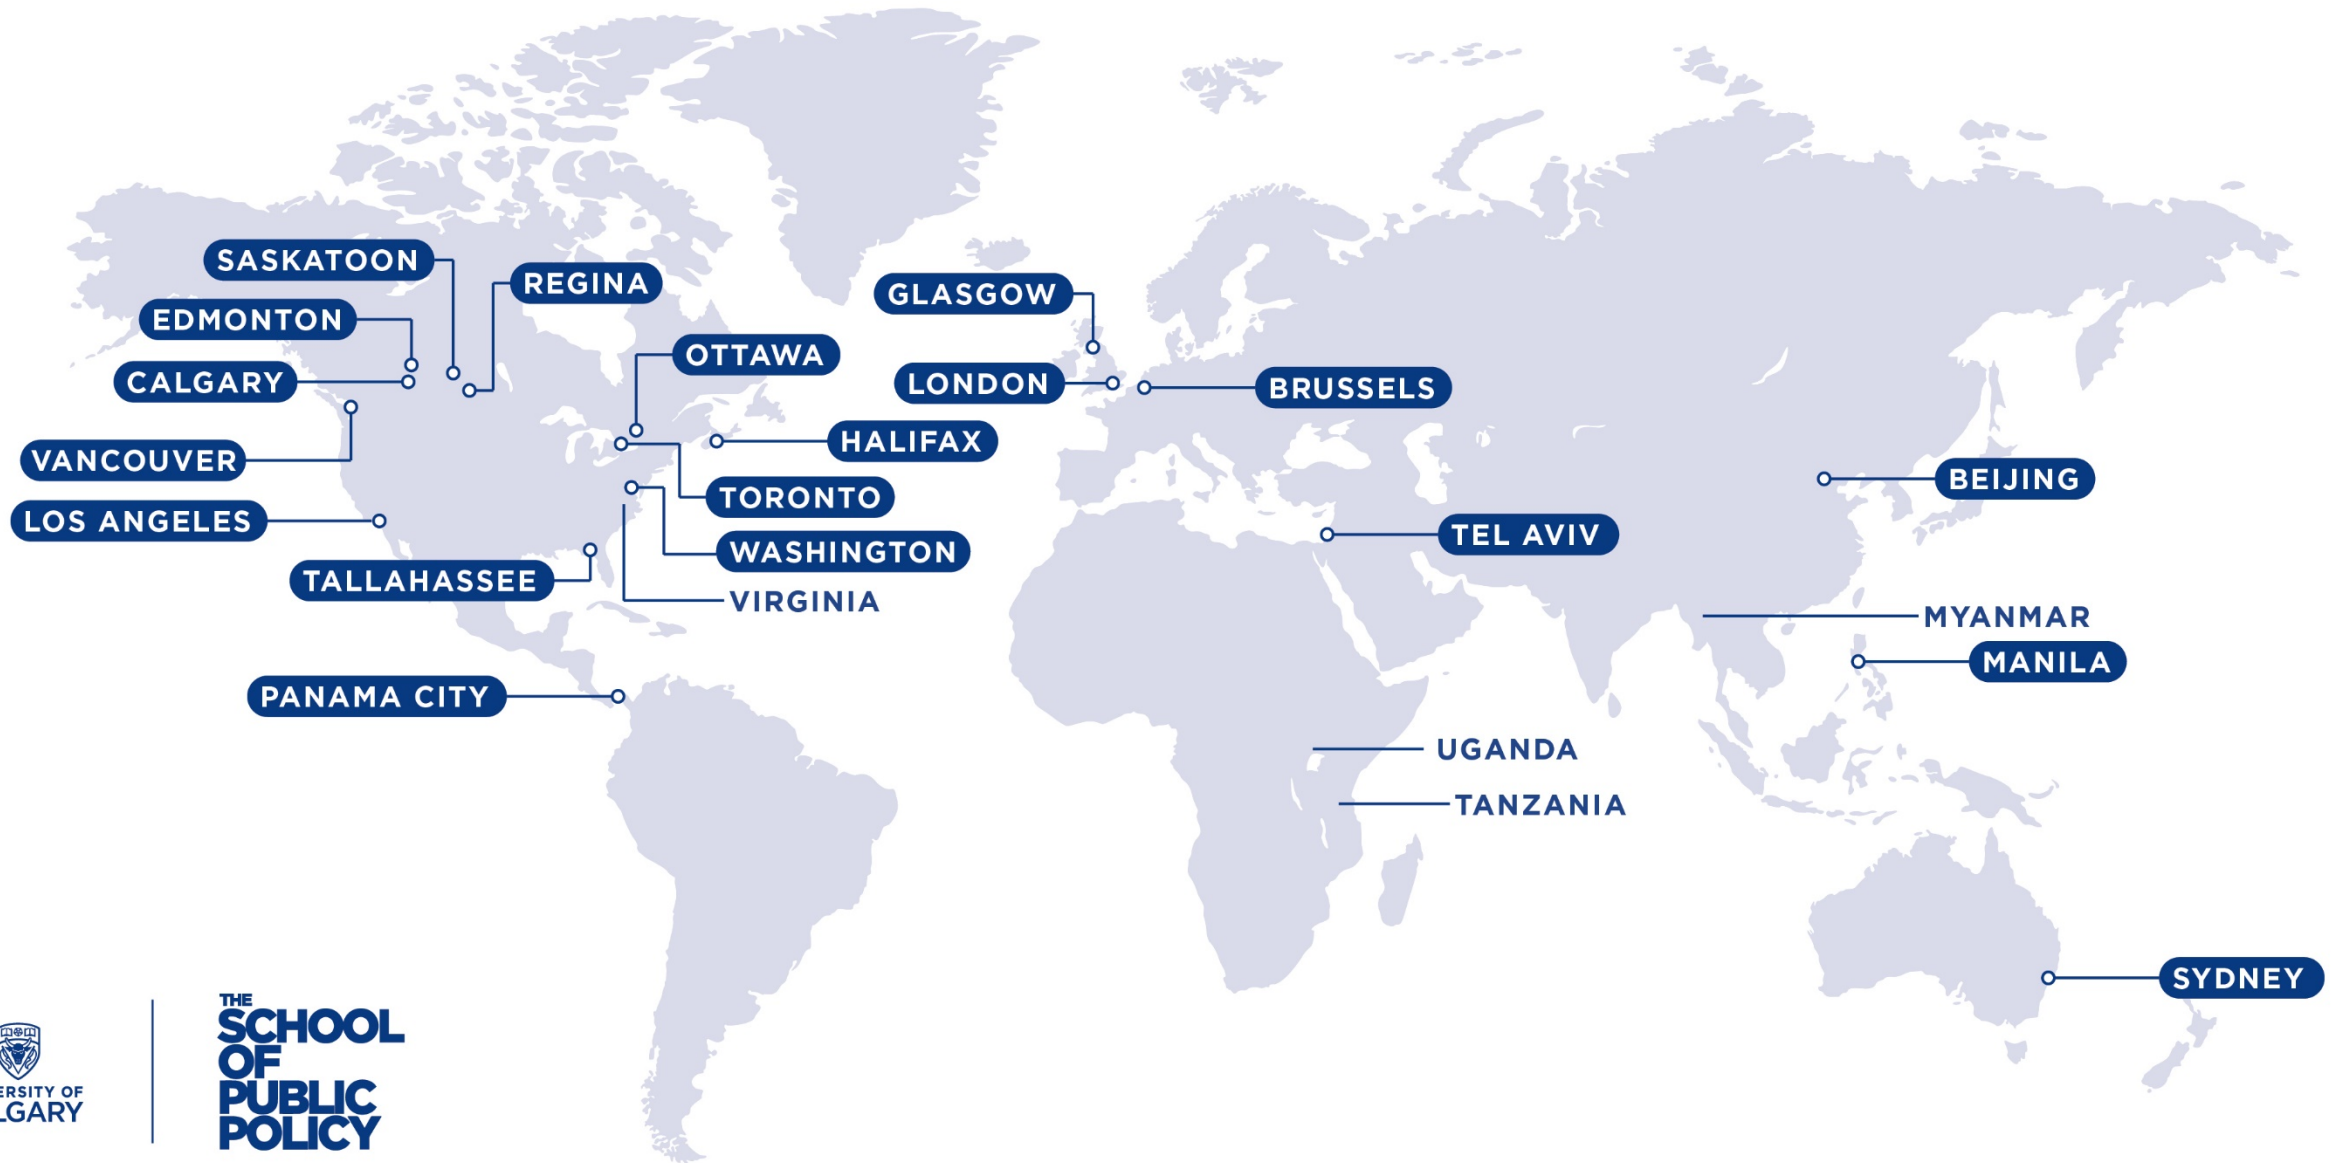 SASKATOON
REGINA
GLASGOW
EDMONTON
OTTAWA
CALGARY
LONDON
BRUSSELS
HALIFAX
VANCOUVER
BEIJING
TORONTO
LOS ANGELES
TEL AVIV
WASHINGTON
TALLAHASSEE
VIRGINIA
MYANMAR
MANILA
PANAMA CITY
UGANDA
TANZANIA
SYDNEY
ERSITY OF
LGARY
THE
SCHOOL
OF
PUBLIC
POLICY